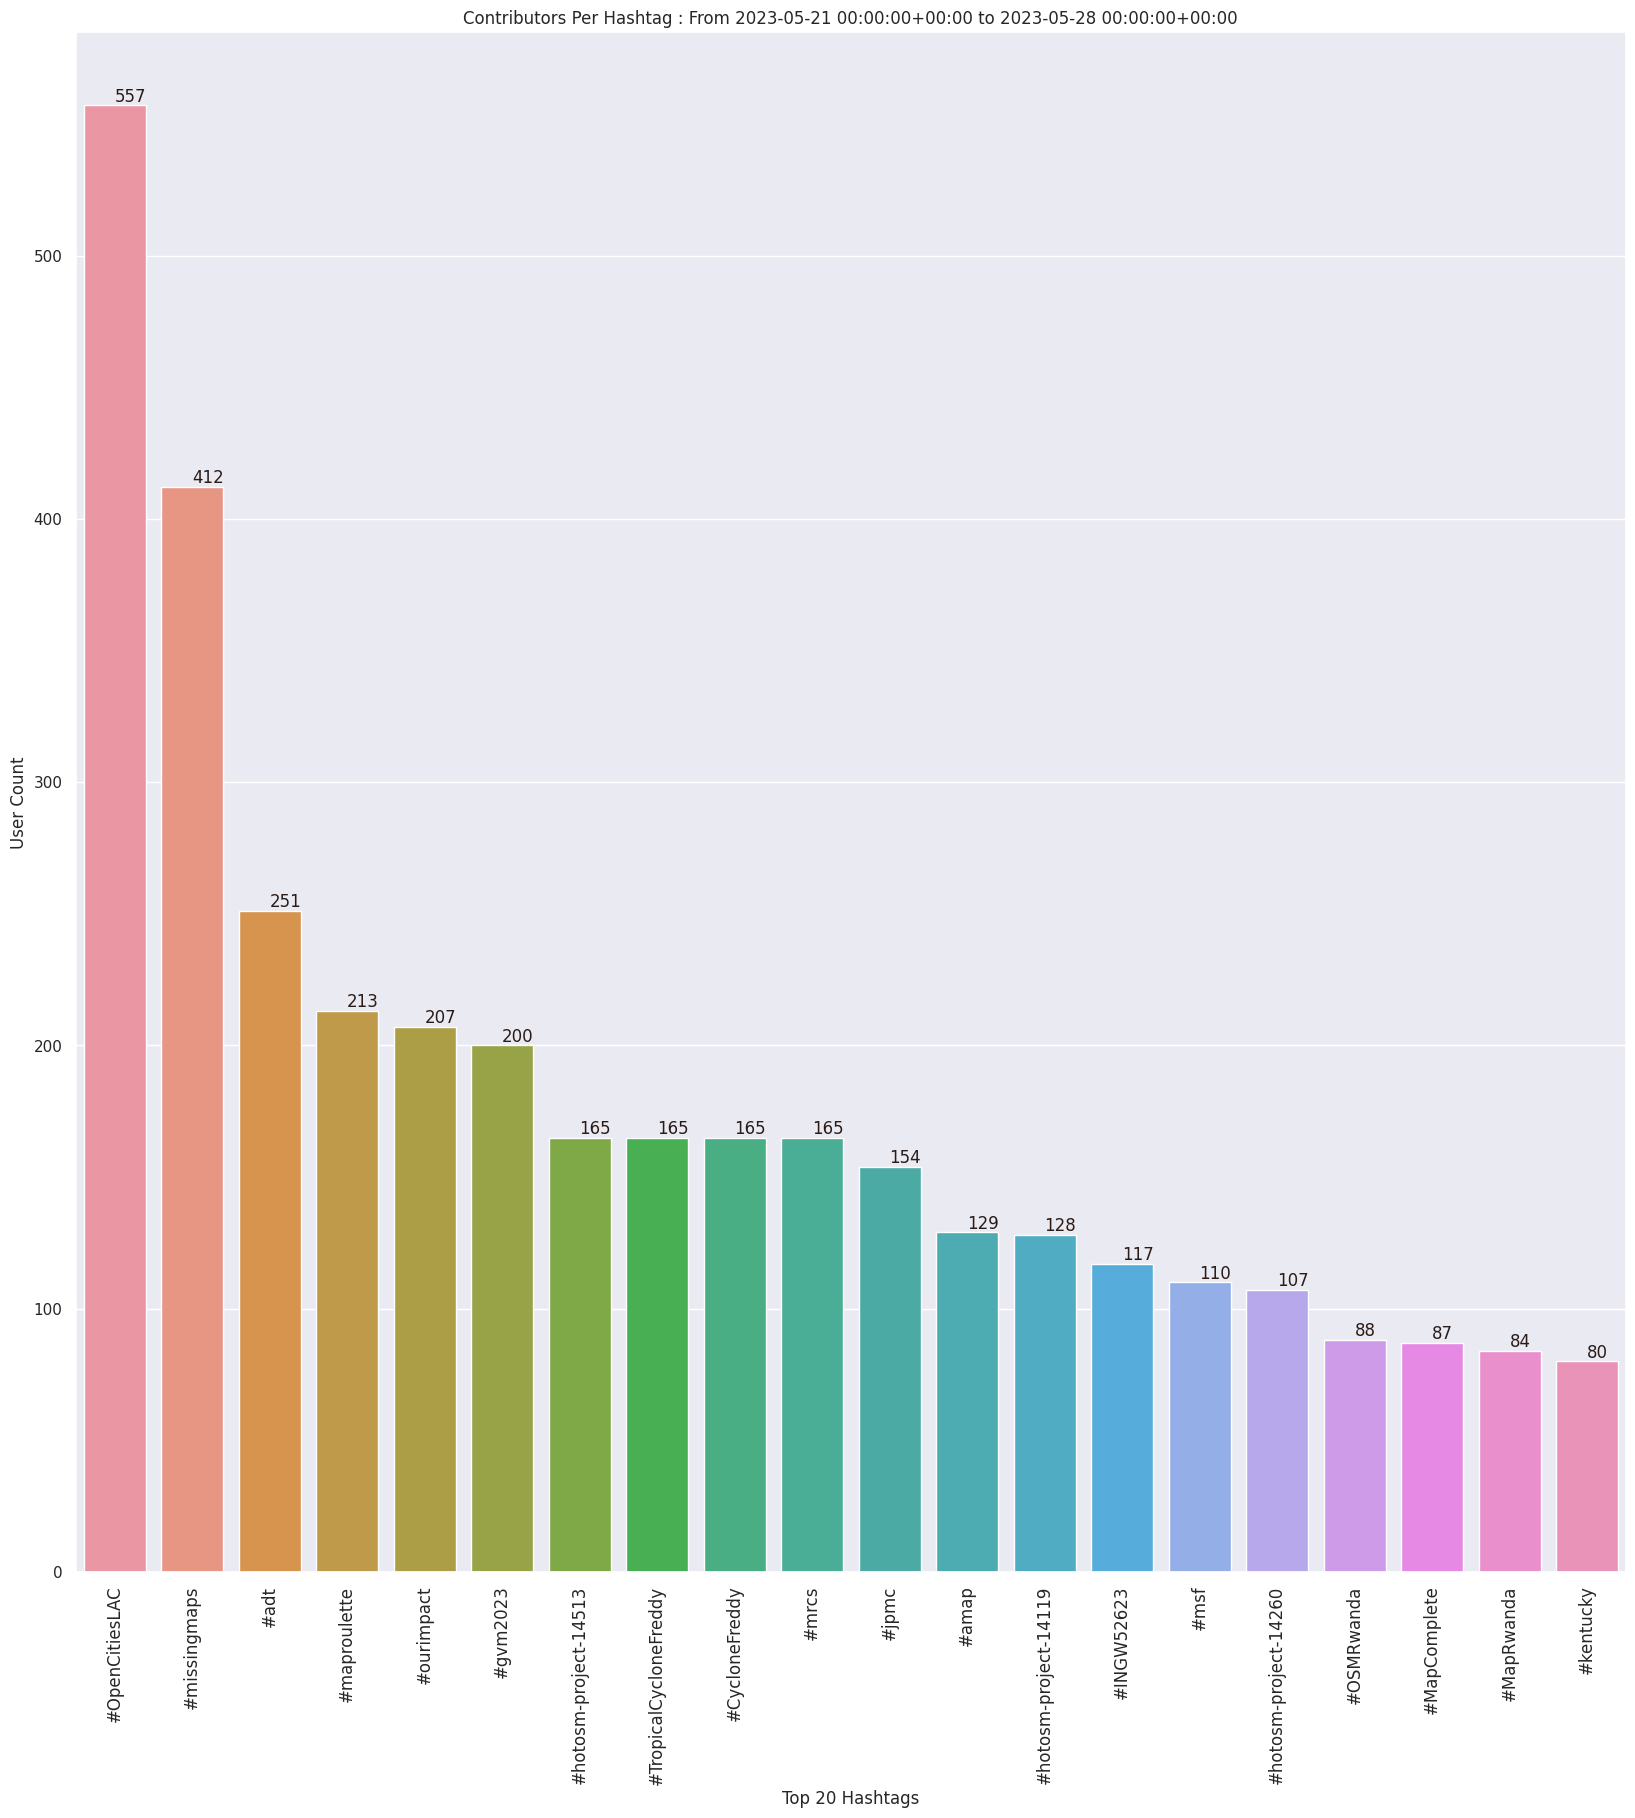 Contributors Per Hashtag : From 2023-05-21 00:00:00+00:00 to 2023-05-28 00:00:00+00:00
557
412
251
213
207
200
165
165
165
165
154
129
128
117
110
107
88
87
84
80
500
400
300
200
100
0
User Count
#OpenCitiesLAC
#missingmaps
#adt
#maproulette
#ourimpact
#gvm2023
#hotosm-project-14513
#TropicalCycloneFreddy
#CycloneFreddy
#mrcs
#jpmc
#amap
#hotosm-project-14119
#INGW52623
#msf
#hotosm-project-14260
#OSMRwanda
#MapComplete
#MapRwanda
#kentucky
Top 20 Hashtags